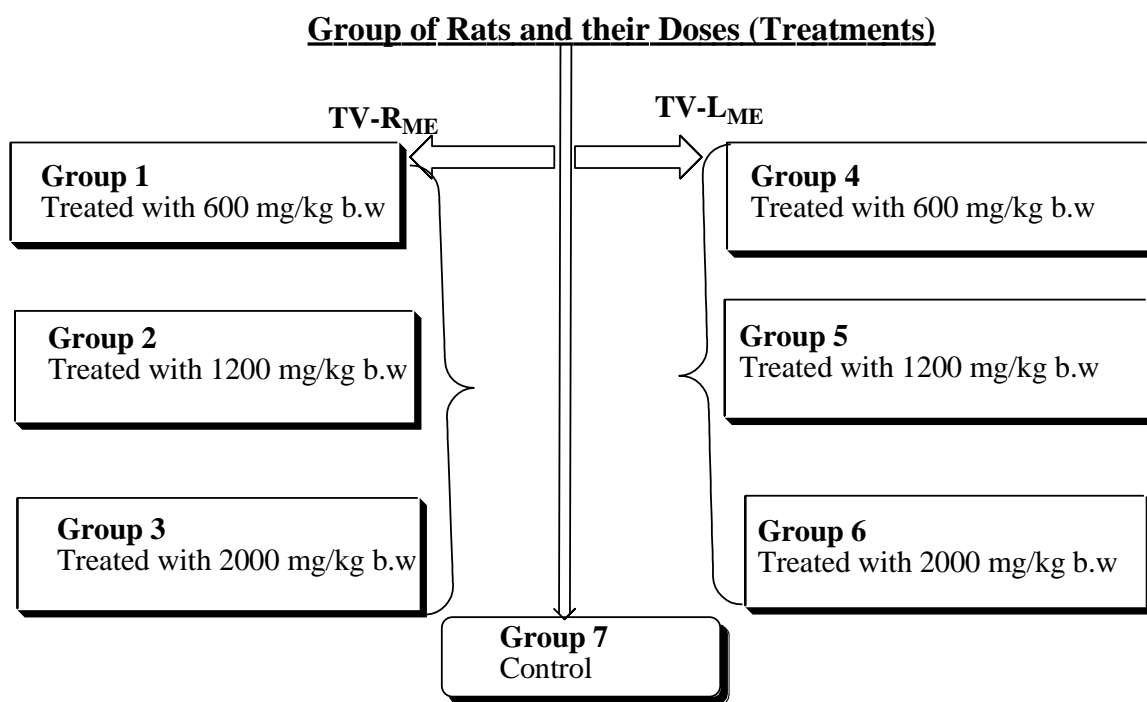 Group of Rats and their Doses (Treatments)
TV-R_ME
TV-L_ME
Group 1
Treated with 600 mg/kg b.w
Group 2
Treated with 1200 mg/kg b.w
Group 3
Treated with 2000 mg/kg b.w
Group 4
Treated with 600 mg/kg b.w
Group 5
Treated with 1200 mg/kg b.w
Group 6
Treated with 2000 mg/kg b.w
Group 7
Control